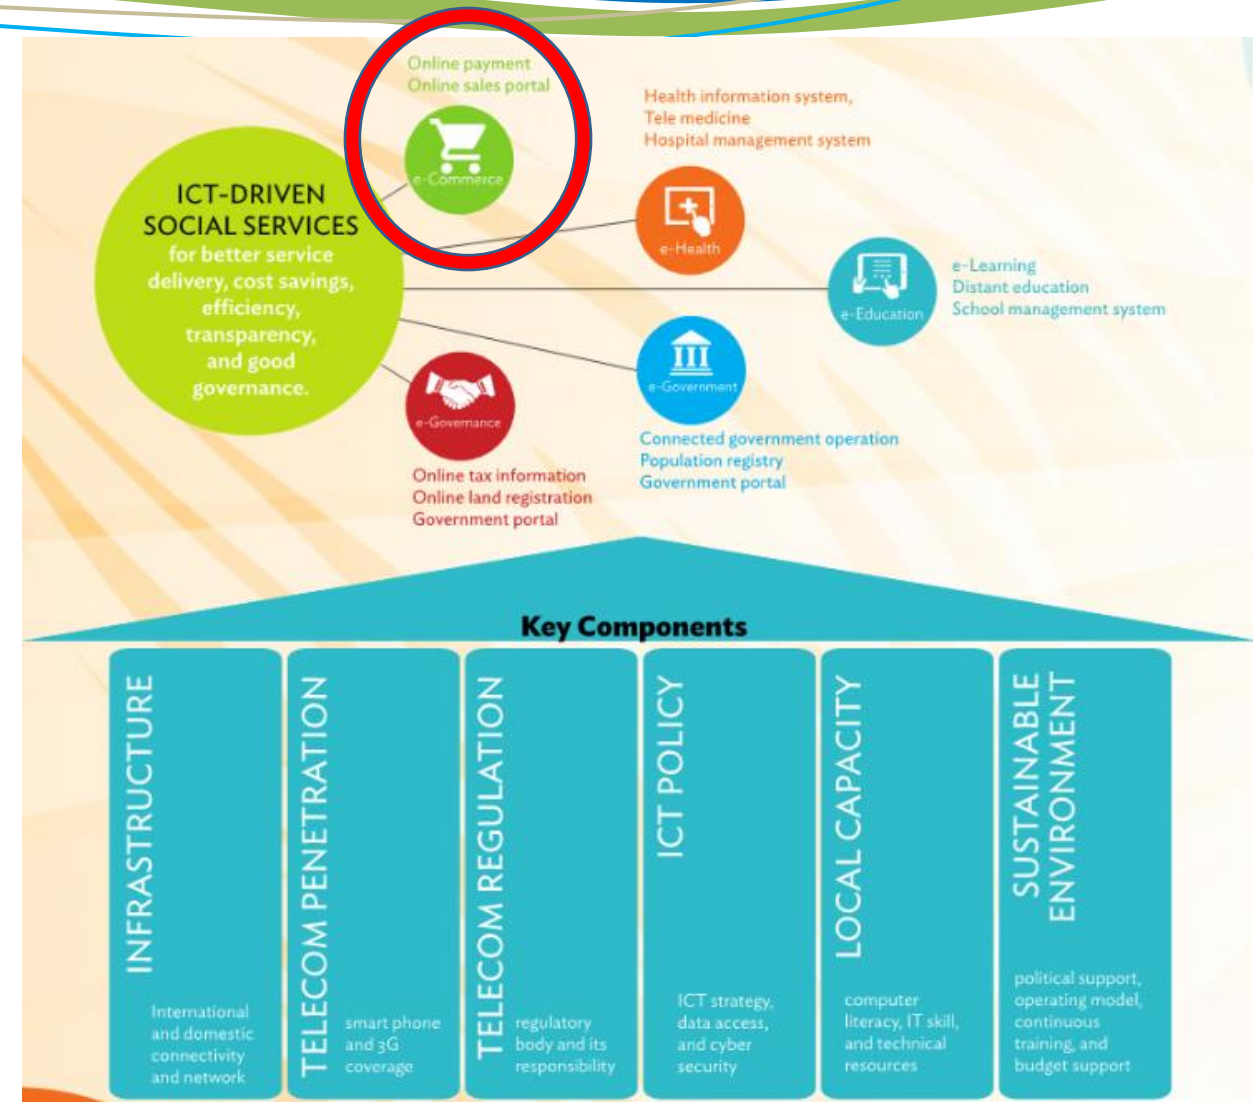 Online payment
Online sales portal
e-Commerce
Health information system,
Tele medicine
Hospital management system
e-Health
ICT-DRIVEN
SOCIAL SERVICES
for better service
delivery, cost savings,
efficiency,
transparency,
and good
governance.
e-Learning
Distant education
School management system
e-Education
e-Government
Connected government operation
Population registry
Government portal
e-Governance
Online tax information
Online land registration
Government portal
Key Components
INFRASTRUCTURE
International
and domestic
connectivity
and network
TELECOM PENETRATION
smart phone
and 3G
coverage
TELECOM REGULATION
regulatory
body and its
responsibility
ICT POLICY
ICT strategy,
data access,
and cyber
security
LOCAL CAPACITY
computer
literacy, IT skill,
and technical
resources
SUSTAINABLE
ENVIRONMENT
political support,
operating model,
continuous
training, and
budget support